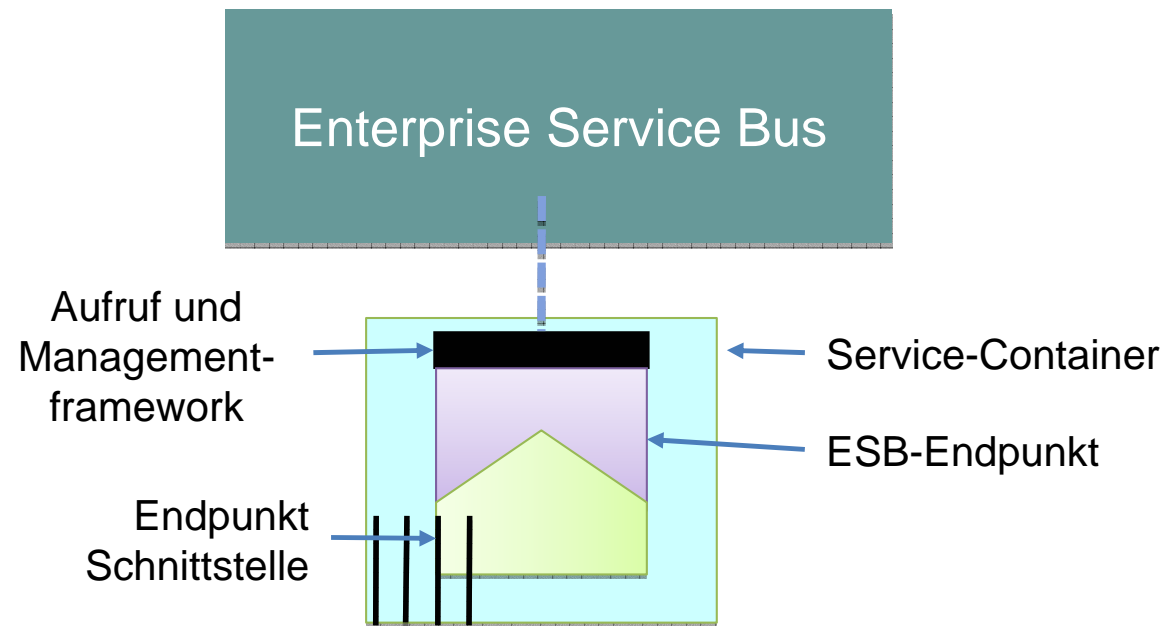 Enterprise Service Bus
Aufruf und
Management-
framework
Service-Container
ESB-Endpunkt
Endpunkt
Schnittstelle